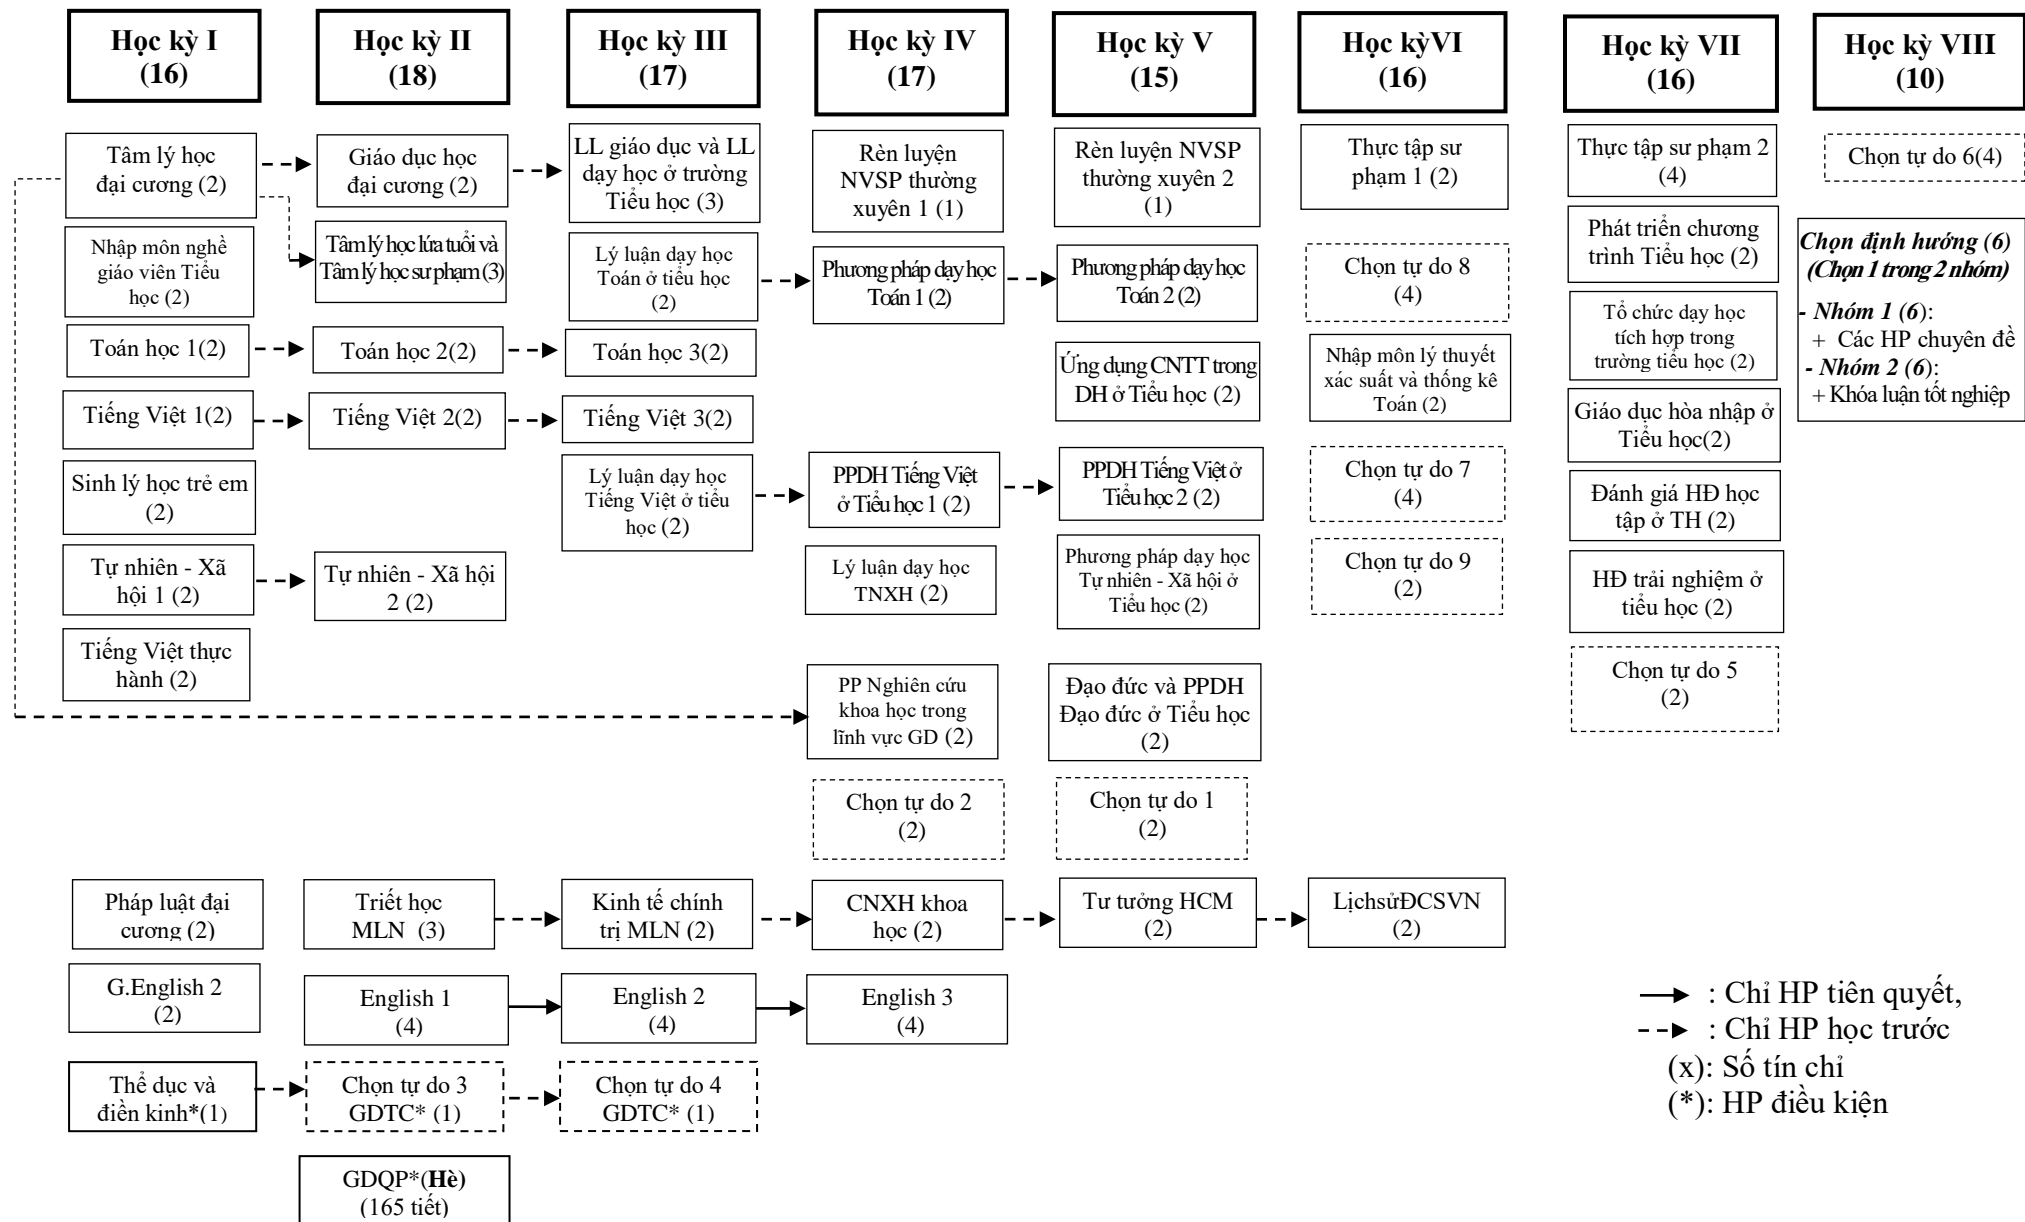 Học kỳ I
(16)
Học kỳ II
(18)
Học kỳ III
(17)
Học kỳ IV
(17)
Học kỳ V
(15)
Học kỳVI
(16)
Học kỳ VII
(16)
Học kỳ VIII
(10)
Tâm lý học
đại cương (2)
Giáo dục học
đại cương (2)
LL giáo dục và LL
dạy học ở trường
Tiểu học (3)
Rèn luyện
NVSP thường
xuyên 1 (1)
Rèn luyện NVSP
thường xuyên 2
(1)
Thực tập sư
phạm 1 (2)
Thực tập sư phạm 2
(4)
Chọn tự do 6(4)
Nhập môn nghề
giáo viên Tiểu
học (2)
Tâm lý học lứa tuổi và
Tâm lý học sư phạm (3)
Lý luận dạy học
Toán ở tiểu học
(2)
Phương pháp dạy học
Toán 1 (2)
Phương pháp dạy học
Toán 2 (2)
Chọn tự do 8
(4)
Phát triển chương
trình Tiểu học (2)
Chọn định hướng (6)
(Chọn 1 trong 2 nhóm)
- Nhóm 1 (6):
+ Các HP chuyên đề
- Nhóm 2 (6):
+ Khóa luận tốt nghiệp
Toán học 1(2)
Toán học 2(2)
Toán học 3(2)
Ứng dụng CNTT trong
DH ở Tiểu học (2)
Nhập môn lý thuyết
xác suất và thống kê
Toán (2)
Tổ chức dạy học
tích hợp trong
trường tiểu học (2)
Tiếng Việt 1(2)
Tiếng Việt 2(2)
Tiếng Việt 3(2)
Giáo dục hòa nhập ở
Tiểu học(2)
Sinh lý học trẻ em
(2)
Lý luận dạy học
Tiếng Việt ở tiểu
học (2)
PPDH Tiếng Việt
ở Tiểu học 1 (2)
PPDH Tiếng Việt ở
Tiểu học 2 (2)
Chọn tự do 7
(4)
Đánh giá HĐ học
tập ở TH (2)
Tự nhiên - Xã
hội 1 (2)
Tự nhiên - Xã hội
2 (2)
Lý luận dạy học
TNXH (2)
Phương pháp dạy học
Tự nhiên - Xã hội ở
Tiểu học (2)
Chọn tự do 9
(2)
HĐ trải nghiệm ở
tiểu học (2)
Tiếng Việt thực
hành (2)
PP Nghiên cứu
khoa học trong
lĩnh vực GD (2)
Đạo đức và PPDH
Đạo đức ở Tiểu học
(2)
Chọn tự do 5
(2)
Chọn tự do 2
(2)
Chọn tự do 1
(2)
Pháp luật đại
cương (2)
Triết học
MLN (3)
Kinh tế chính
trị MLN (2)
CNXH khoa
học (2)
Tư tưởng HCM
(2)
LịchsửĐCSVN
(2)
G.English 2
(2)
English 1
(4)
English 2
(4)
English 3
(4)
Thể dục và
điền kinh*(1)
Chọn tự do 3
GDTC* (1)
Chọn tự do 4
GDTC* (1)
GDQP*(Hè)
(165 tiết)
: Chỉ HP tiên quyết,
: Chỉ HP học trước
(x): Số tín chỉ
(*): HP điều kiện